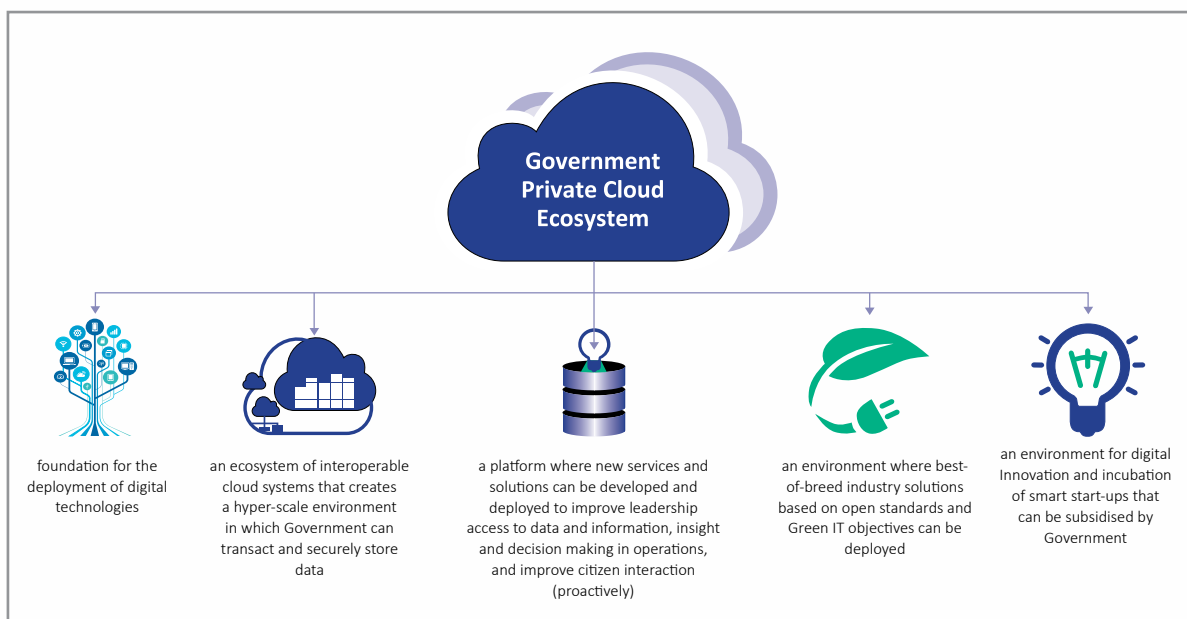 Government
Private Cloud
Ecosystem
foundation for the
deployment of digital
technologies
an ecosystem of interoperable
cloud systems that creates
a hyper-scale environment
in which Government can
transact and securely store
data
a platform where new services and
solutions can be developed and
deployed to improve leadership
access to data and information, insight
and decision making in operations,
and improve citizen interaction
(proactively)
an environment where best-
of-breed industry solutions
based on open standards and
Green IT objectives can be
deployed
an environment for digital
Innovation and incubation
of smart start-ups that
can be subsidised by
Government